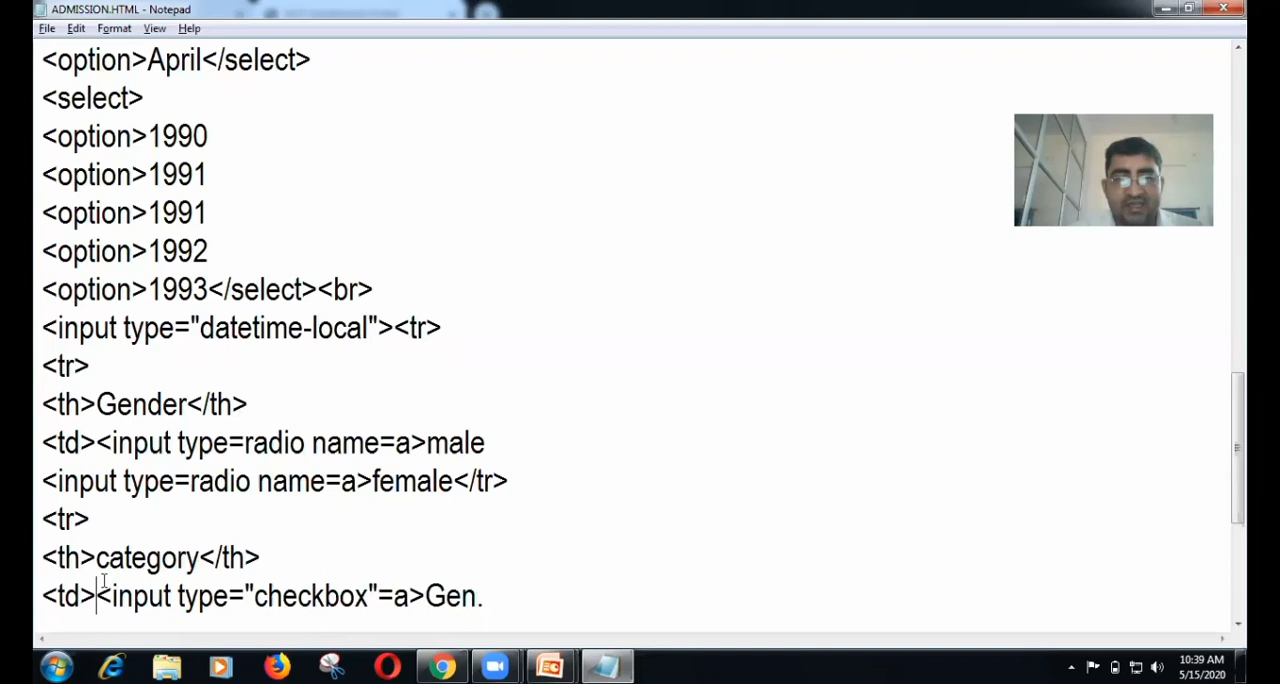 ADMISSION.HTML - Notepad
File Edit Format View Help
<option>April</select>
<select>
<option>1990
<option>1991
<option>1991
<option>1992
<option>1993</select><br>
<input type="datetime-local"><tr>
<tr>
<th>Gender</th>
<td><input type=radio name=a>male
<input type=radio name=a>female</tr>
<tr>
<th>category</th>
<td><input type="checkbox"=a>Gen.
10:39 AM
5/15/2020